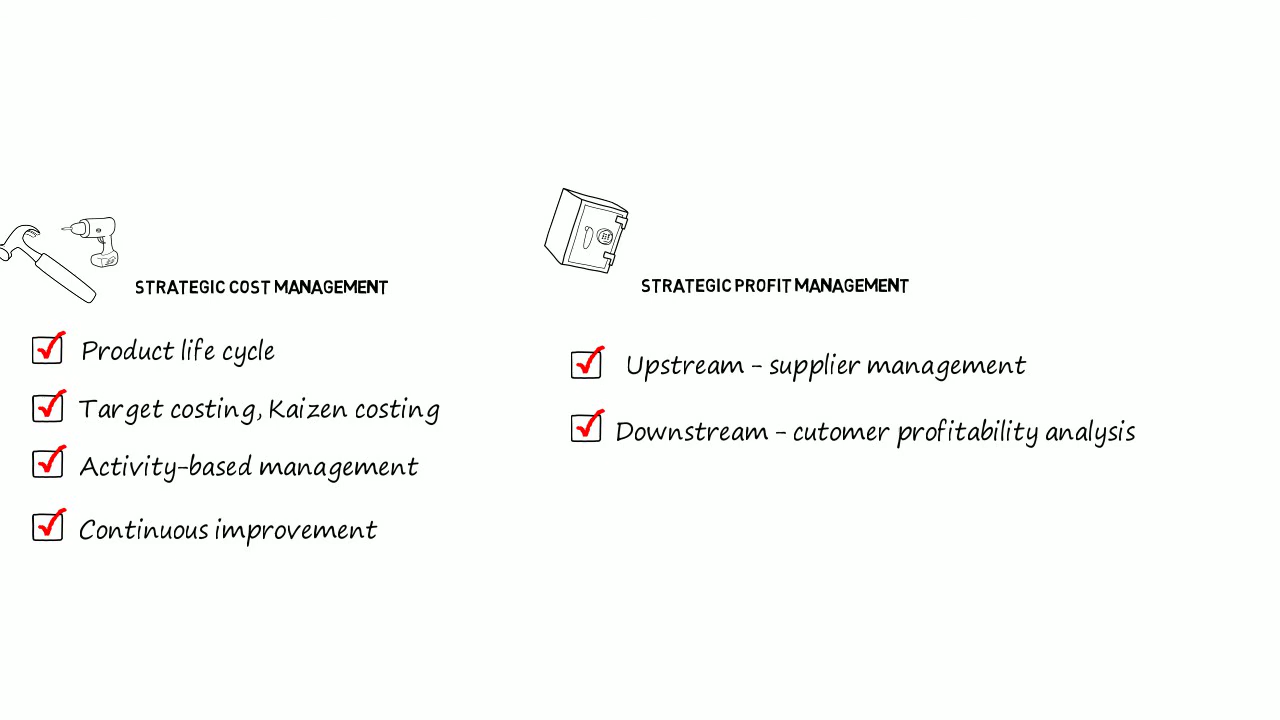 STRATEGIC COST MANAGEMENT
Product life cycle
Target costing, Kaizen costing
Activity-based management
Continuous improvement
STRATEGIC PROFIT MANAGEMENT
Upstream - supplier management
Downstream - cutomer profitability analysis